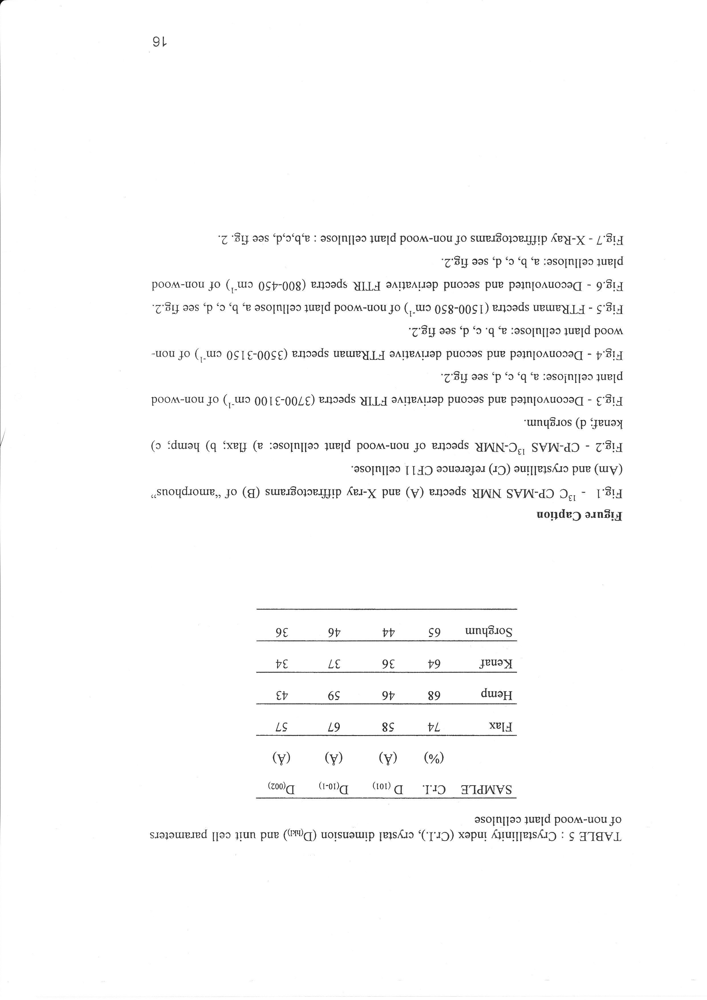 TABLE 5 : Crystallinity index (Cr.I.), crystal dimension (D(hkl)) and unit cell parameters
of non-wood plant cellulose
SAMPLE Cr.I. D (101) D(10-1) D(002)
(%) (Å) (Å) (Å)
Flax 74 58 67 57
Hemp 68 46 59 43
Kenaf 64 36 37 34
Sorghum 65 44 46 36
Figure Caption
Fig.1 - ¹³C CP-MAS NMR spectra (A) and X-ray diffractograms (B) of “amorphous”
(Am) and crystalline (Cr) reference CF11 cellulose.
Fig.2 - CP-MAS ¹³C-NMR spectra of non-wood plant cellulose: a) flax; b) hemp; c)
kenaf; d) sorghum.
Fig.3 - Deconvoluted and second derivative FTIR spectra (3700-3100 cm⁻¹) of non-wood
plant cellulose: a, b, c, d, see fig.2.
Fig.4 - Deconvoluted and second derivative FTRaman spectra (3500-3150 cm⁻¹) of non-
wood plant cellulose: a, b. c, d, see fig.2.
Fig.5 - FTRaman spectra (1500-850 cm⁻¹) of non-wood plant cellulose a, b, c, d, see fig.2.
Fig.6 - Deconvoluted and second derivative FTIR spectra (800-450 cm⁻¹) of non-wood
plant cellulose: a, b, c, d, see fig.2.
Fig.7 - X-Ray diffractograms of non-wood plant cellulose : a,b,c,d, see fig. 2.
16